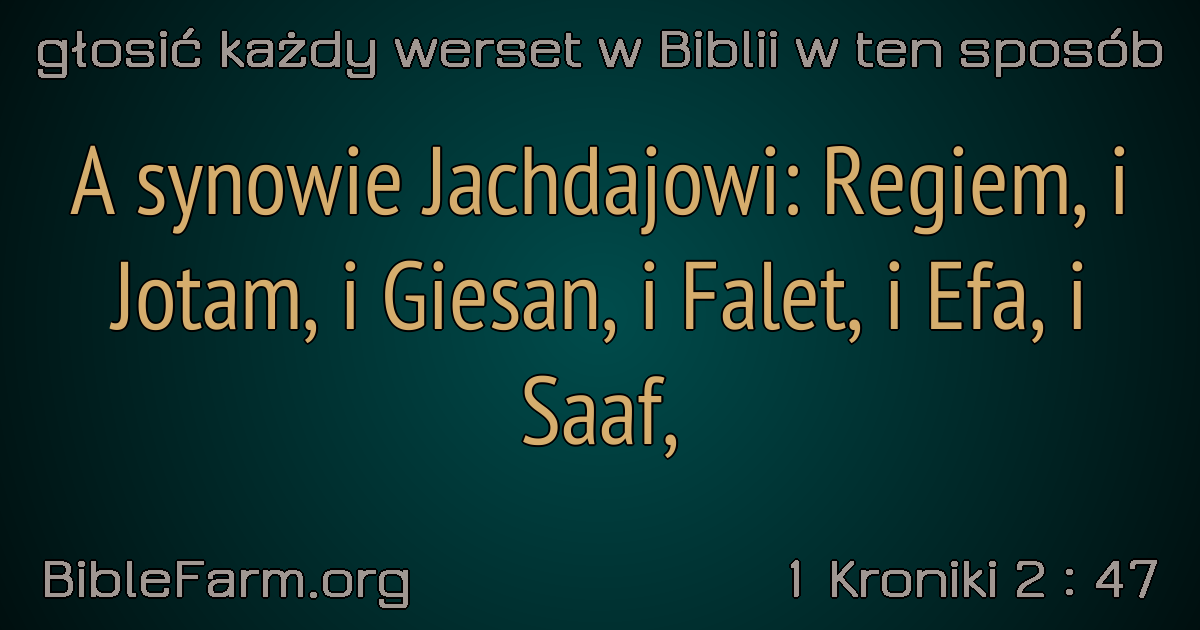 głosić każdy werset w Biblii w ten sposób
A synowie Jachdajowi: Regiem, i
Jotam, i Giesan, i Falet, i Efa, i
Saaf,
BibleFarm.org
1 Kroniki 2 : 47